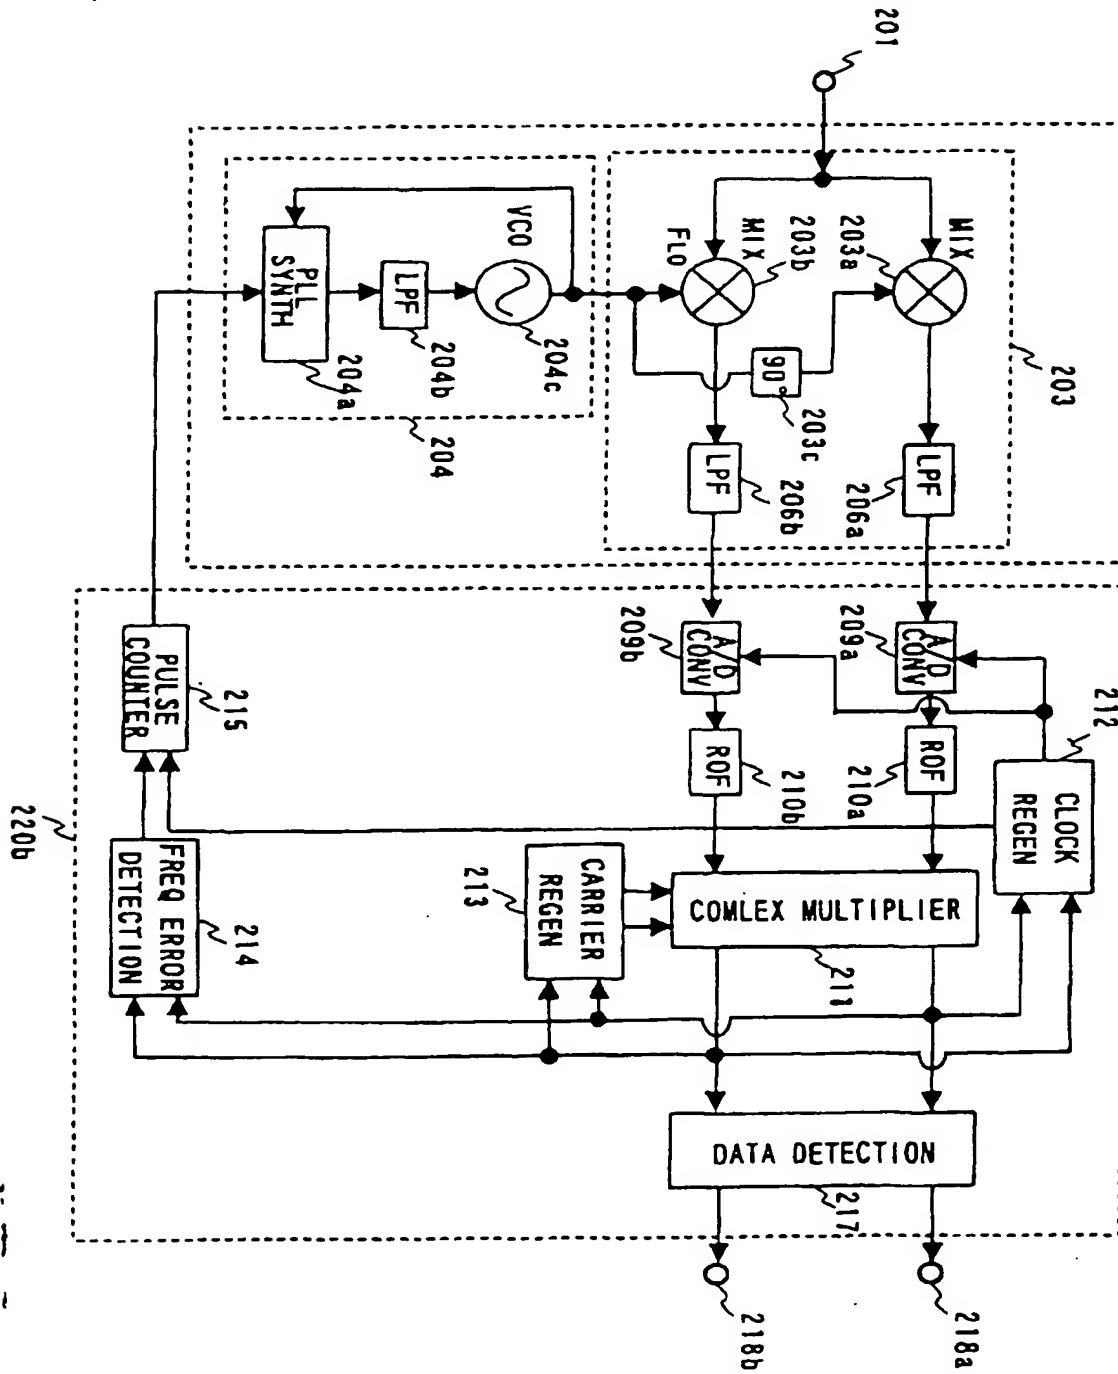 201
MIX
203a
MIX
203b
FLO
203
90°
203c
VCO
204c
LPF
204b
PLL
SYNTH
204a
204
LPF
206a
LPF
206b
A/D
CONV
209a
A/D
CONV
209b
212
CLOCK
REGEN
ROF
210a
ROF
210b
COMLEX MULTIPLIER
211
CARRIER
REGEN
213
PULSE
COUNTER
215
FREQ ERROR
DETECTION
214
220b
DATA DETECTION
217
218a
218b